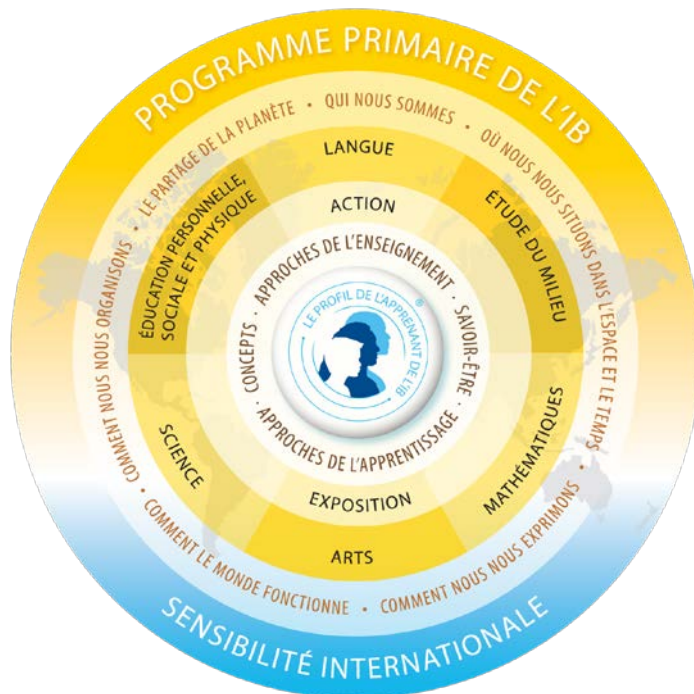 PROGRAMME PRIMAIRE DE L'IB
LE PARTAGE DE LA PLANÈTE • QUI NOUS SOMMES • OÙ NOUS NOUS SITUONS DANS L'ESPACE ET LE TEMPS •
COMMENT NOUS NOUS ORGANISONS •
LANGUE
ÉDUCATION PERSONNELLE,
SOCIALE ET PHYSIQUE
ÉTUDE DU MILIEU
ACTION
CONCEPTS · APPROCHES DE L'ENSEIGNEMENT · SAVOIR-ÊTRE ·
LE PROFIL DE L'APPRENANT DE L'IB ®
APPROCHES DE L'APPRENTISSAGE ·
SCIENCE
MATHÉMATIQUES
EXPOSITION
ARTS
COMMENT LE MONDE FONCTIONNE • COMMENT NOUS NOUS EXPRIMONS •
SENSIBILITÉ INTERNATIONALE